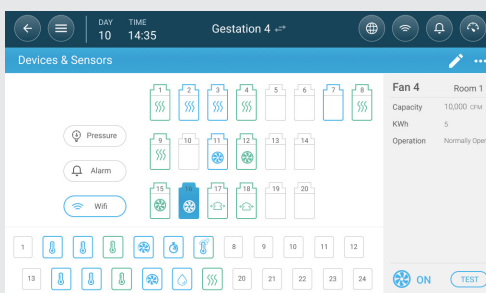 DAY TIME
10 14:35 Gestation 4
Devices & Sensors
1 2 3 4 5 6 7 8
Fan 4 Room 1
Capacity 10,000 CFM
KWh 5
Operation Normally Oper
Pressure
9 10 11 12 13 14
Alarm
15 16 17 18 19 20
Wifi
1 8 9 10 11 12
13 20 21 22 23 24
ON TEST